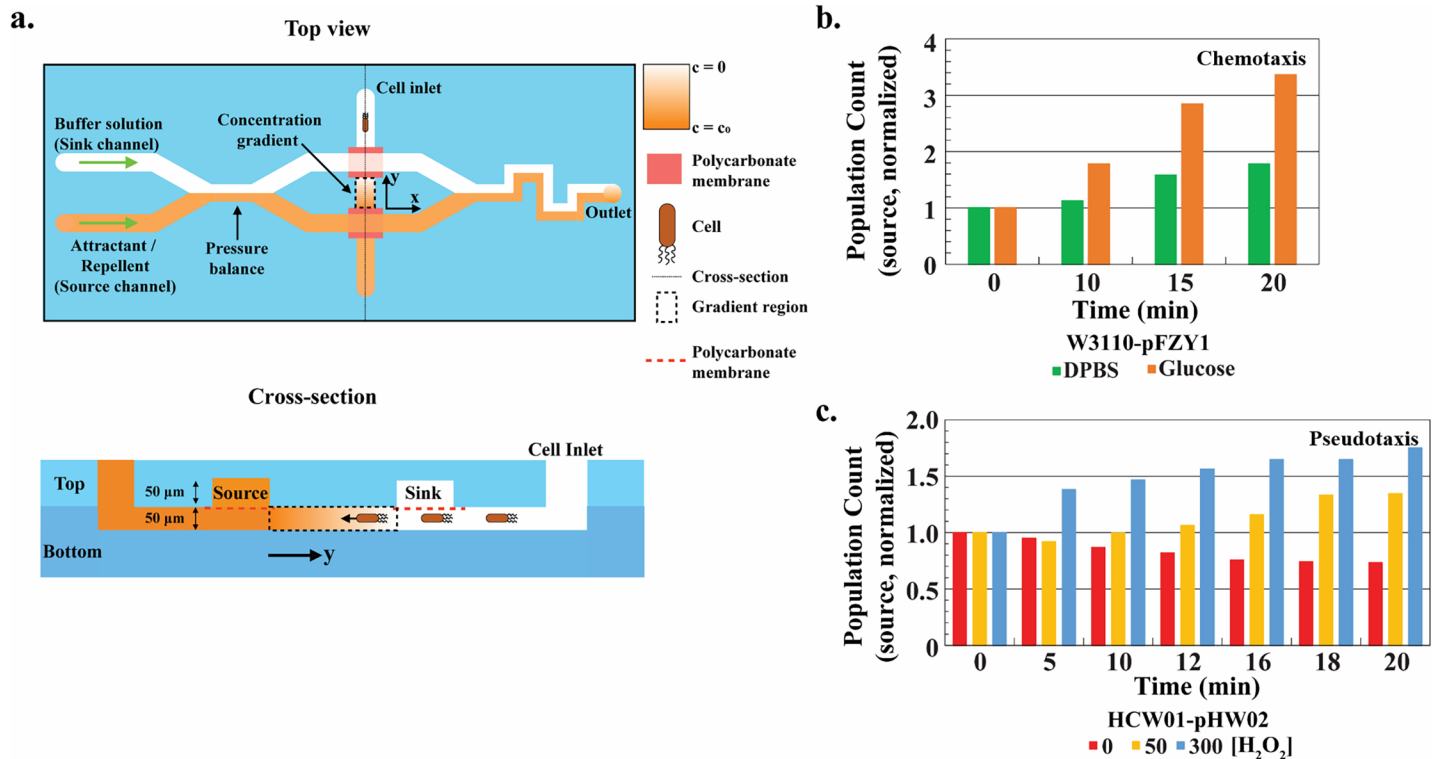 a.
Top view
Cell inlet
Buffer solution
(Sink channel)
Concentration
gradient
y
x
Attractant /
Repellent
(Source channel)
Pressure
balance
Outlet
c = 0
c = c₀
Polycarbonate
membrane
Cell
Cross-section
Gradient region
Polycarbonate
membrane
Cross-section
Cell Inlet
Top
50 µm
Source
Sink
50 µm
Bottom
y
b.
Population Count
(source, normalized)
4
3
2
1
0
Chemotaxis
0 10 15 20
Time (min)
W3110-pFZY1
DPBS Glucose
c.
Population Count
(source, normalized)
2.0
1.5
1.0
0.5
0
Pseudotaxis
0 5 10 12 16 18 20
Time (min)
HCW01-pHW02
0 50 300 [H₂O₂]